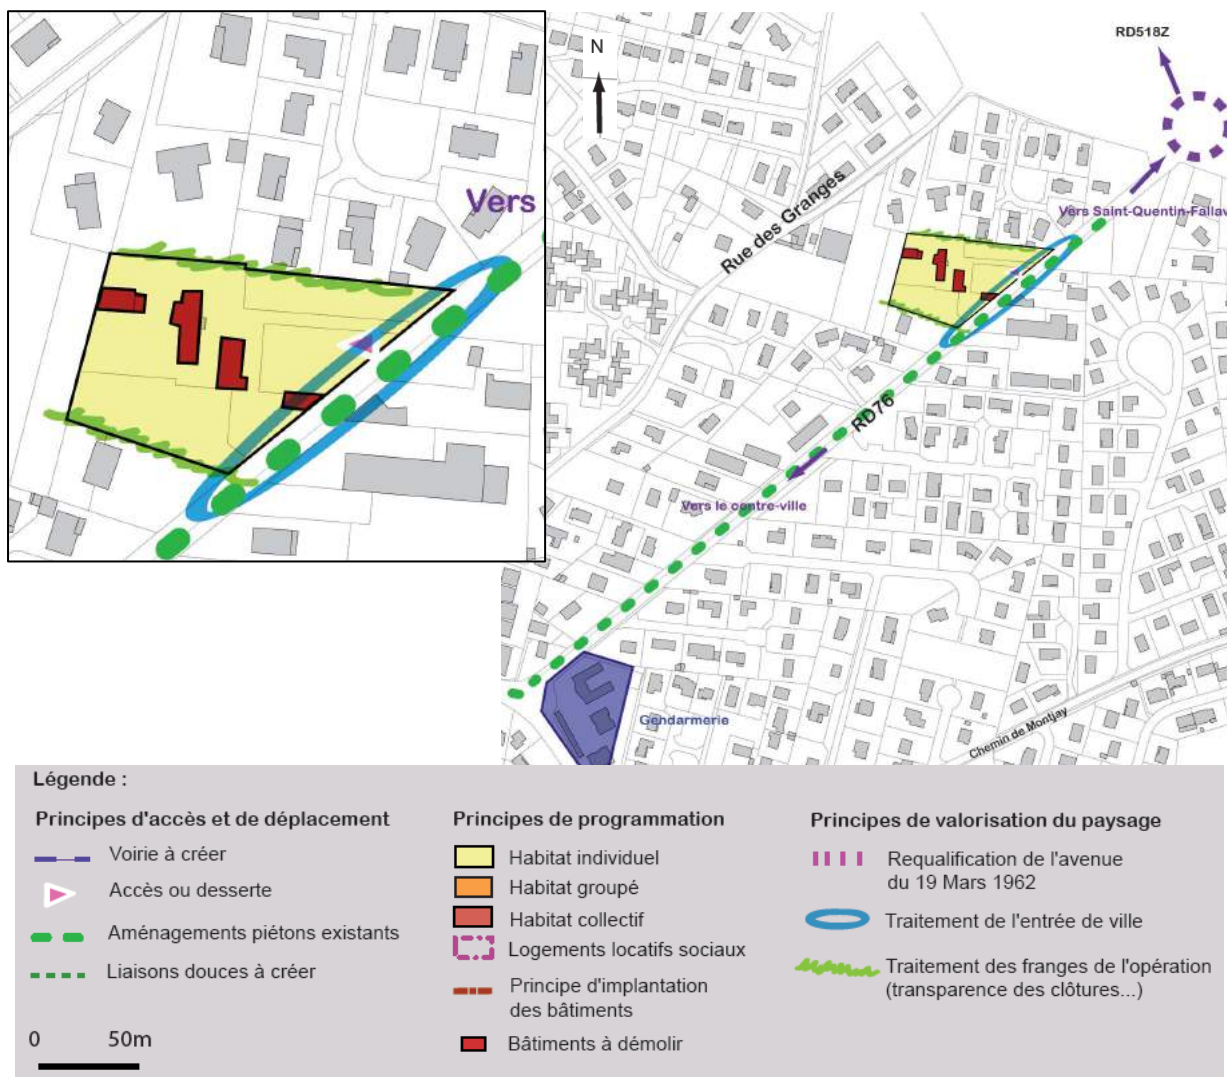 Vers
N
RD518Z
Rue des Granges
Vers Saint-Quentin-Fallav
RD76
Vers le centre-ville
Gendarmerie
Chemin de Montjay
Légende :
Principes d'accès et de déplacement
Voirie à créer
Accès ou desserte
Aménagements piétons existants
Liaisons douces à créer
0 50m
Principes de programmation
Habitat individuel
Habitat groupé
Habitat collectif
Logements locatifs sociaux
Principe d'implantation
des bâtiments
Bâtiments à démolir
Principes de valorisation du paysage
Requalification de l'avenue
du 19 Mars 1962
Traitement de l'entrée de ville
Traitement des franges de l'opération
(transparence des clôtures...)